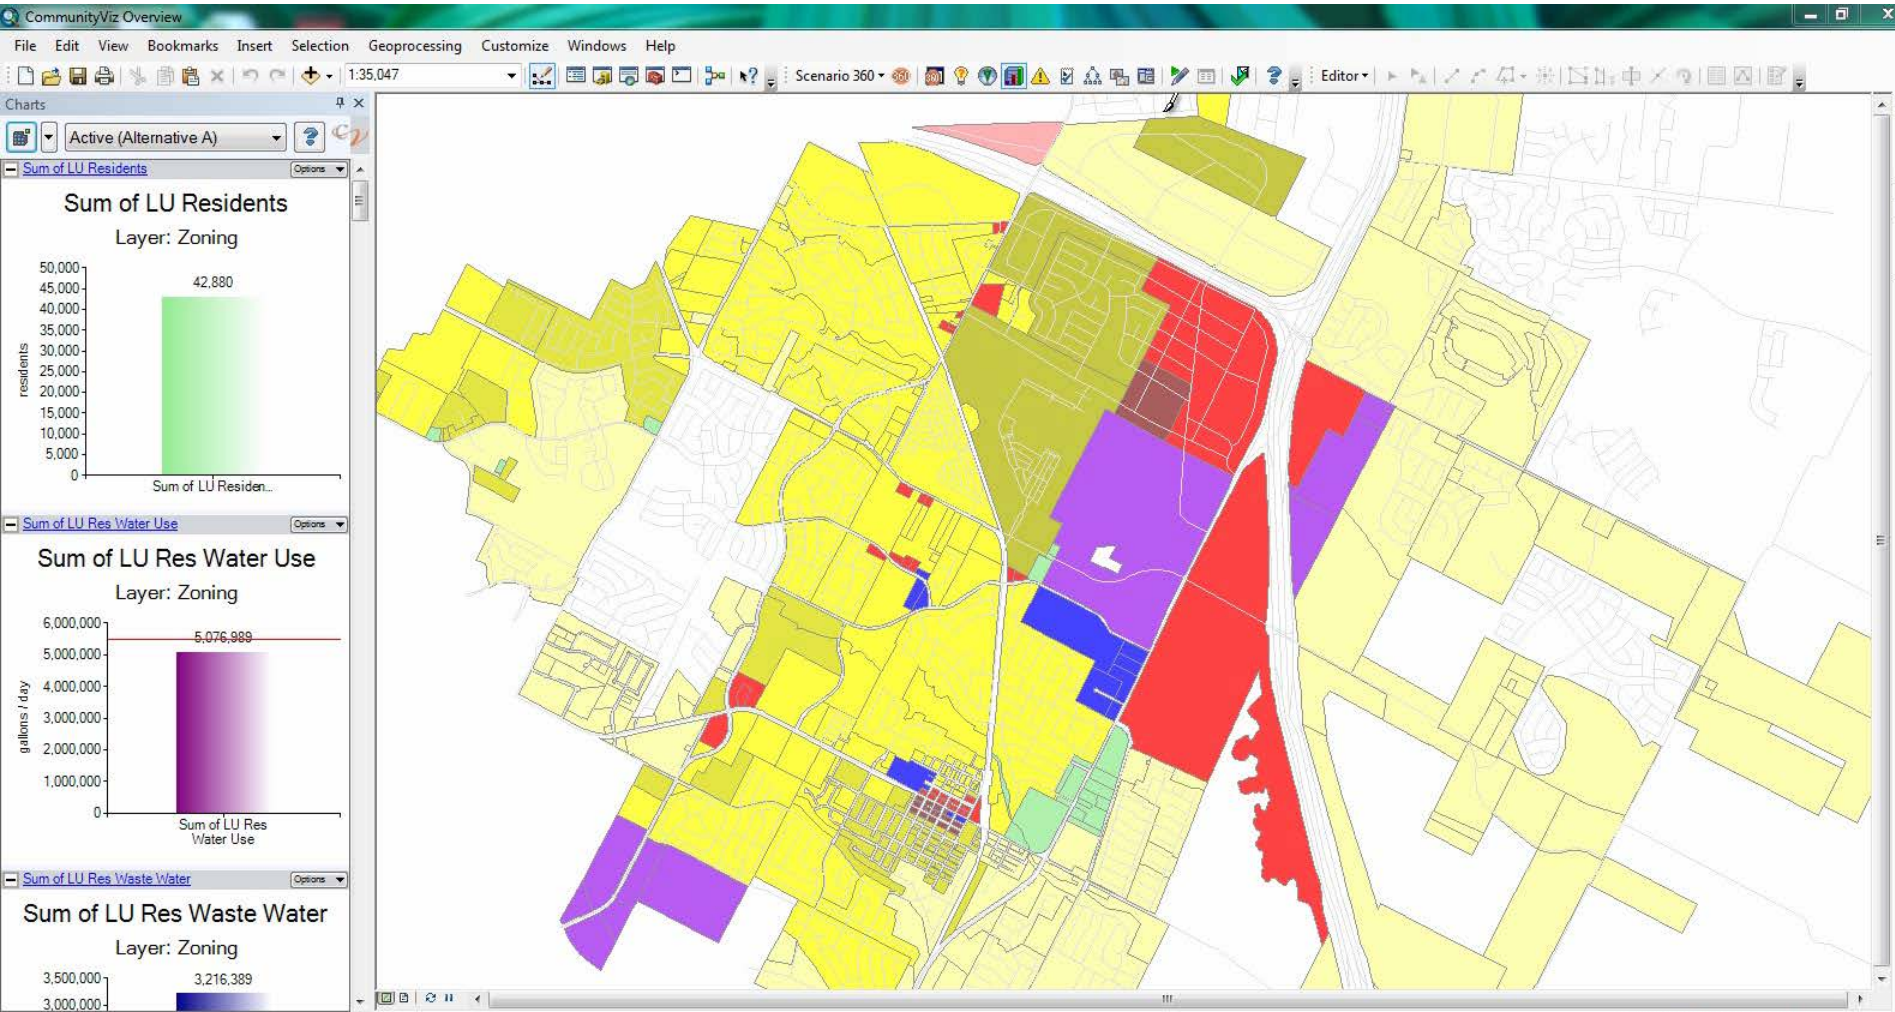 CommunityViz Overview
File Edit View Bookmarks Insert Selection Geoprocessing Customize Windows Help
1:35,047 Scenario 360 Editor
Charts
Active (Alternative A)
Sum of LU Residents Options
Sum of LU Residents
Layer: Zoning
50,000
42,880
45,000
40,000
35,000
30,000
25,000
20,000
15,000
10,000
5,000
0
residents
Sum of LU Residen...
Sum of LU Res Water Use Options
Sum of LU Res Water Use
Layer: Zoning
6,000,000
5,076,989
5,000,000
4,000,000
3,000,000
2,000,000
1,000,000
0
gallons / day
Sum of LU Res
Water Use
Sum of LU Res Waste Water Options
Sum of LU Res Waste Water
Layer: Zoning
3,500,000
3,216,389
3,000,000